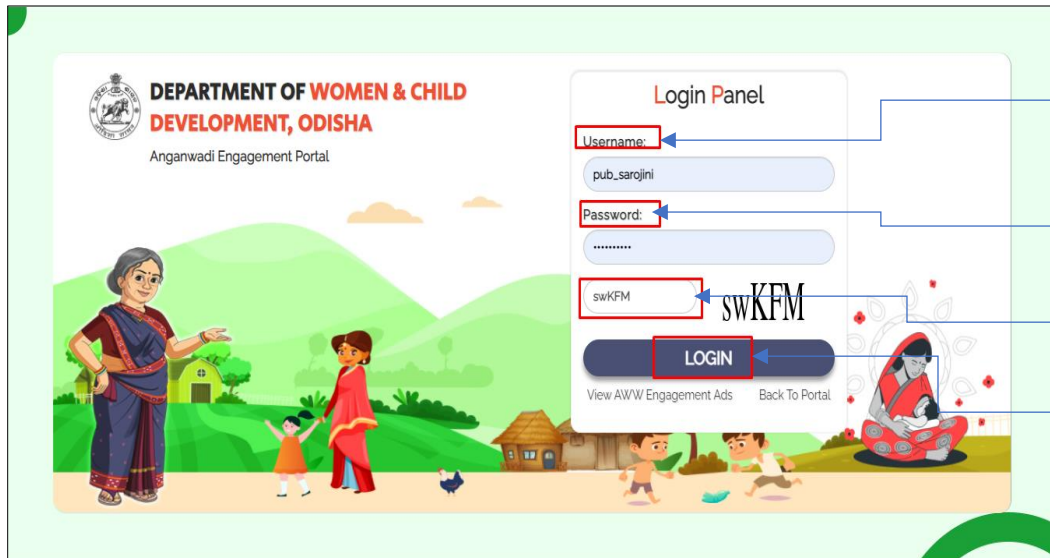 DEPARTMENT OF WOMEN & CHILD
DEVELOPMENT, ODISHA
Anganwadi Engagement Portal
Login Panel
Username:
pub_sarojini
Password:
••••••••••
swKFM
swKFM
LOGIN
View AWW Engagement Ads Back To Portal